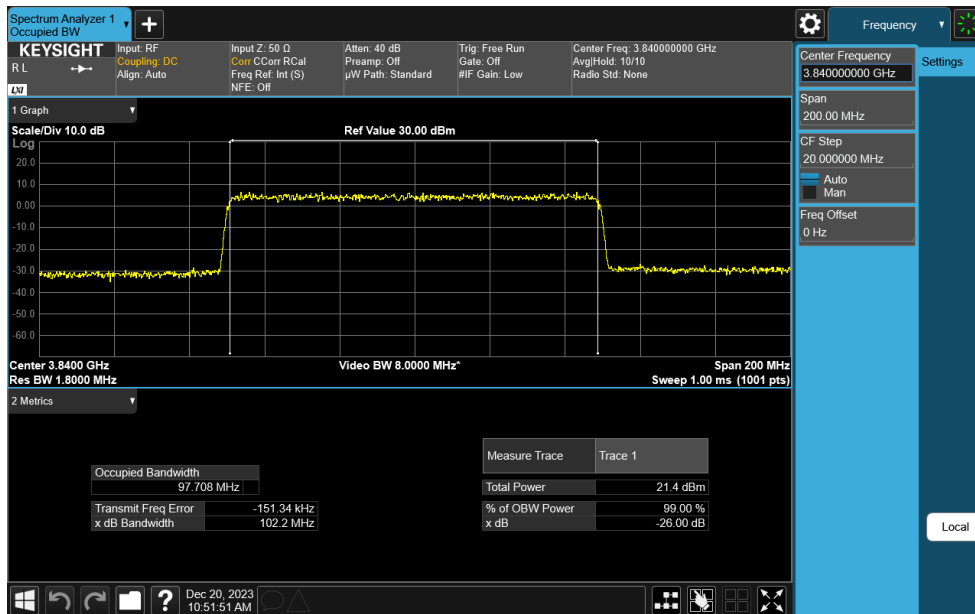 Spectrum Analyzer 1
Occupied BW
Frequency
KEYSIGHT
R L
LXI
Input: RF
Coupling: DC
Align: Auto
Input Z: 50 Ω
Corr CCorr RCal
Freq Ref: Int (S)
NFE: Off
Atten: 40 dB
Preamp: Off
µW Path: Standard
Trig: Free Run
Gate: Off
#IF Gain: Low
Center Freq: 3.840000000 GHz
Avg|Hold: 10/10
Radio Std: None
Center Frequency
3.840000000 GHz
Settings
Span
200.00 MHz
CF Step
20.000000 MHz
Auto
Man
Freq Offset
0 Hz
Local
1 Graph
Scale/Div 10.0 dB
Ref Value 30.00 dBm
Log
20.0
10.0
0.00
-10.0
-20.0
-30.0
-40.0
-50.0
-60.0
Center 3.8400 GHz
Video BW 8.0000 MHz*
Span 200 MHz
Res BW 1.8000 MHz
Sweep 1.00 ms (1001 pts)
2 Metrics
Measure Trace Trace 1
Occupied Bandwidth
97.708 MHz
Total Power 21.4 dBm
Transmit Freq Error -151.34 kHz
% of OBW Power 99.00 %
x dB Bandwidth 102.2 MHz
x dB -26.00 dB
?
Dec 20, 2023
10:51:51 AM